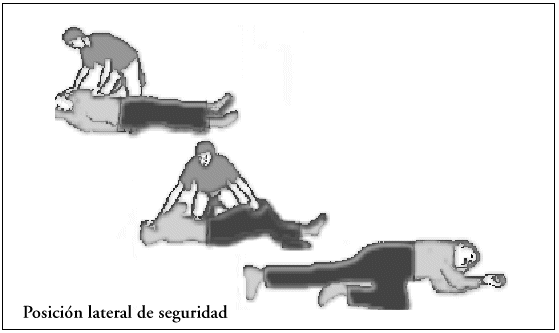 Posición lateral de seguridad